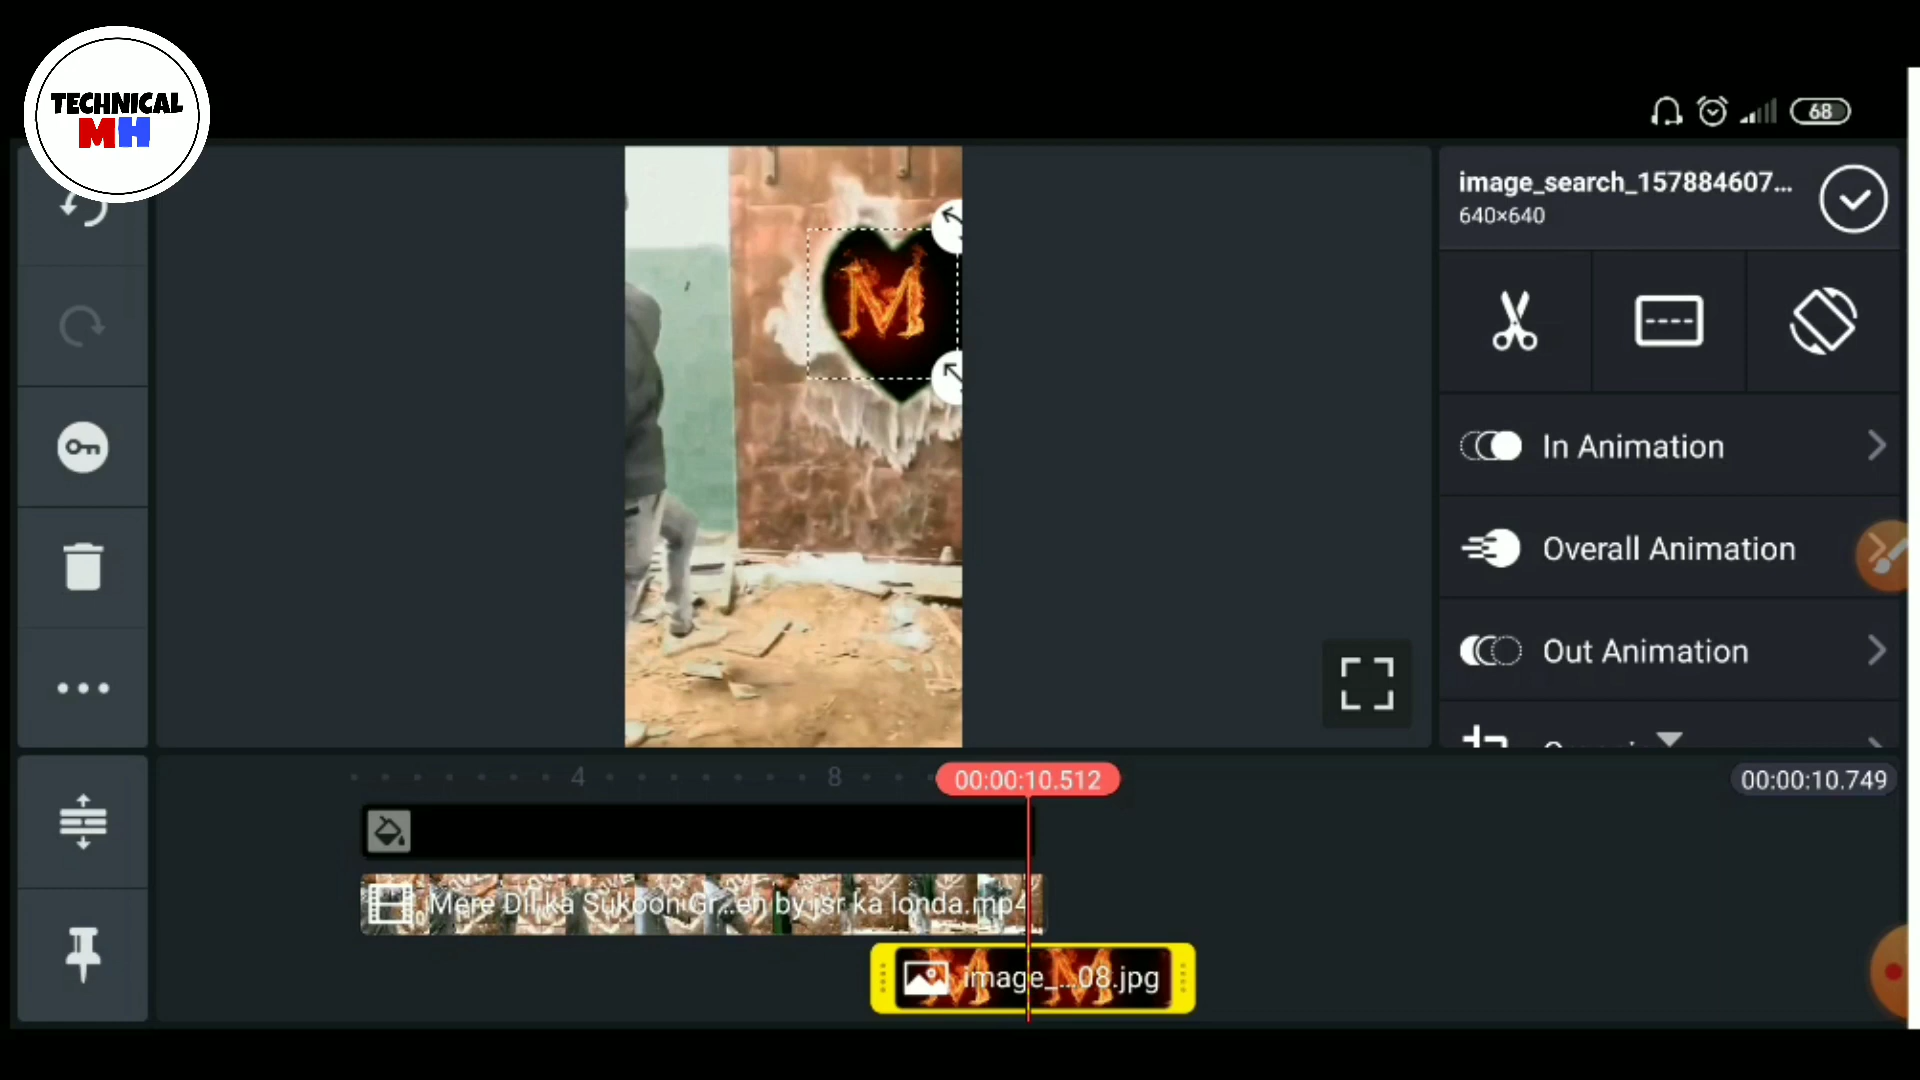 TECHNICAL
MH
68
image_search_157884607...
640×640
M
In Animation
Overall Animation
Out Animation
4
8
00:00:10.512
00:00:10.749
Mere Dil ka Sukoon Gr...en by jsr ka londa.mp4
image_...08.jpg